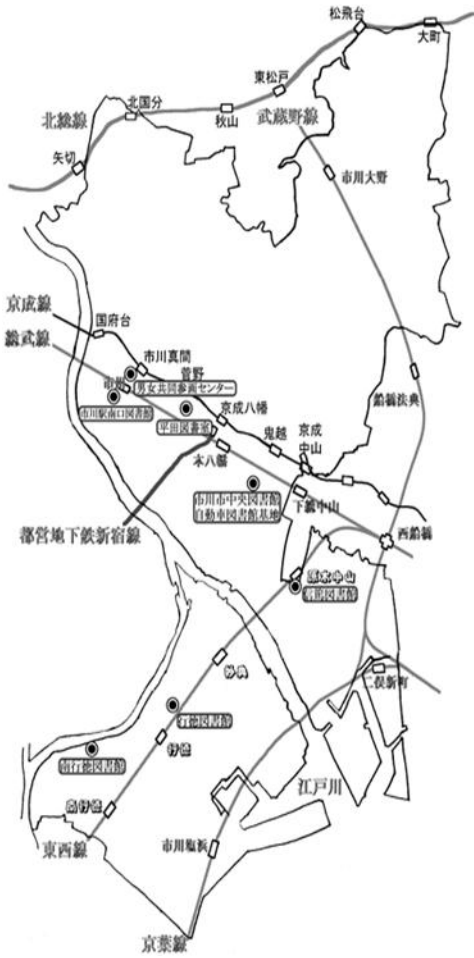 松飛台
大町
東松戸
北国分
秋山
北総線
武蔵野線
矢切
市川大野
京成線
国府台
総武線
市川真間
菅野
市川
男女共同参画センター
船橋法典
市川駅南口図書館
京成八幡
平田図書室
鬼越
京成
中山
本八幡
市川市中央図書館
自動車図書館基地
下総中山
都営地下鉄新宿線
西船橋
原木中山
妙典
二俣新町
行徳図書館
行徳
南行徳図書館
江戸川
南行徳
市川塩浜
東西線
京葉線